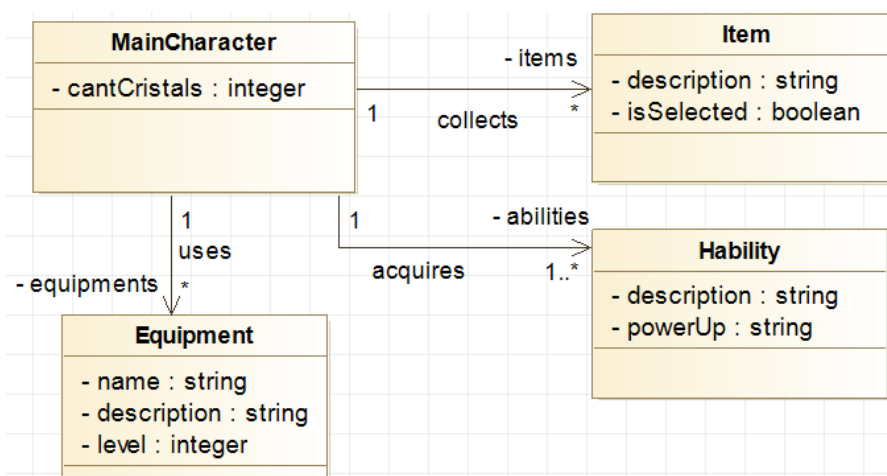 MainCharacter
- cantCristals : integer
Item
- description : string
- isSelected : boolean
- items
1
collects
*
1
uses
- equipments
*
1
- abilities
acquires
1..*
Hability
- description : string
- powerUp : string
Equipment
- name : string
- description : string
- level : integer